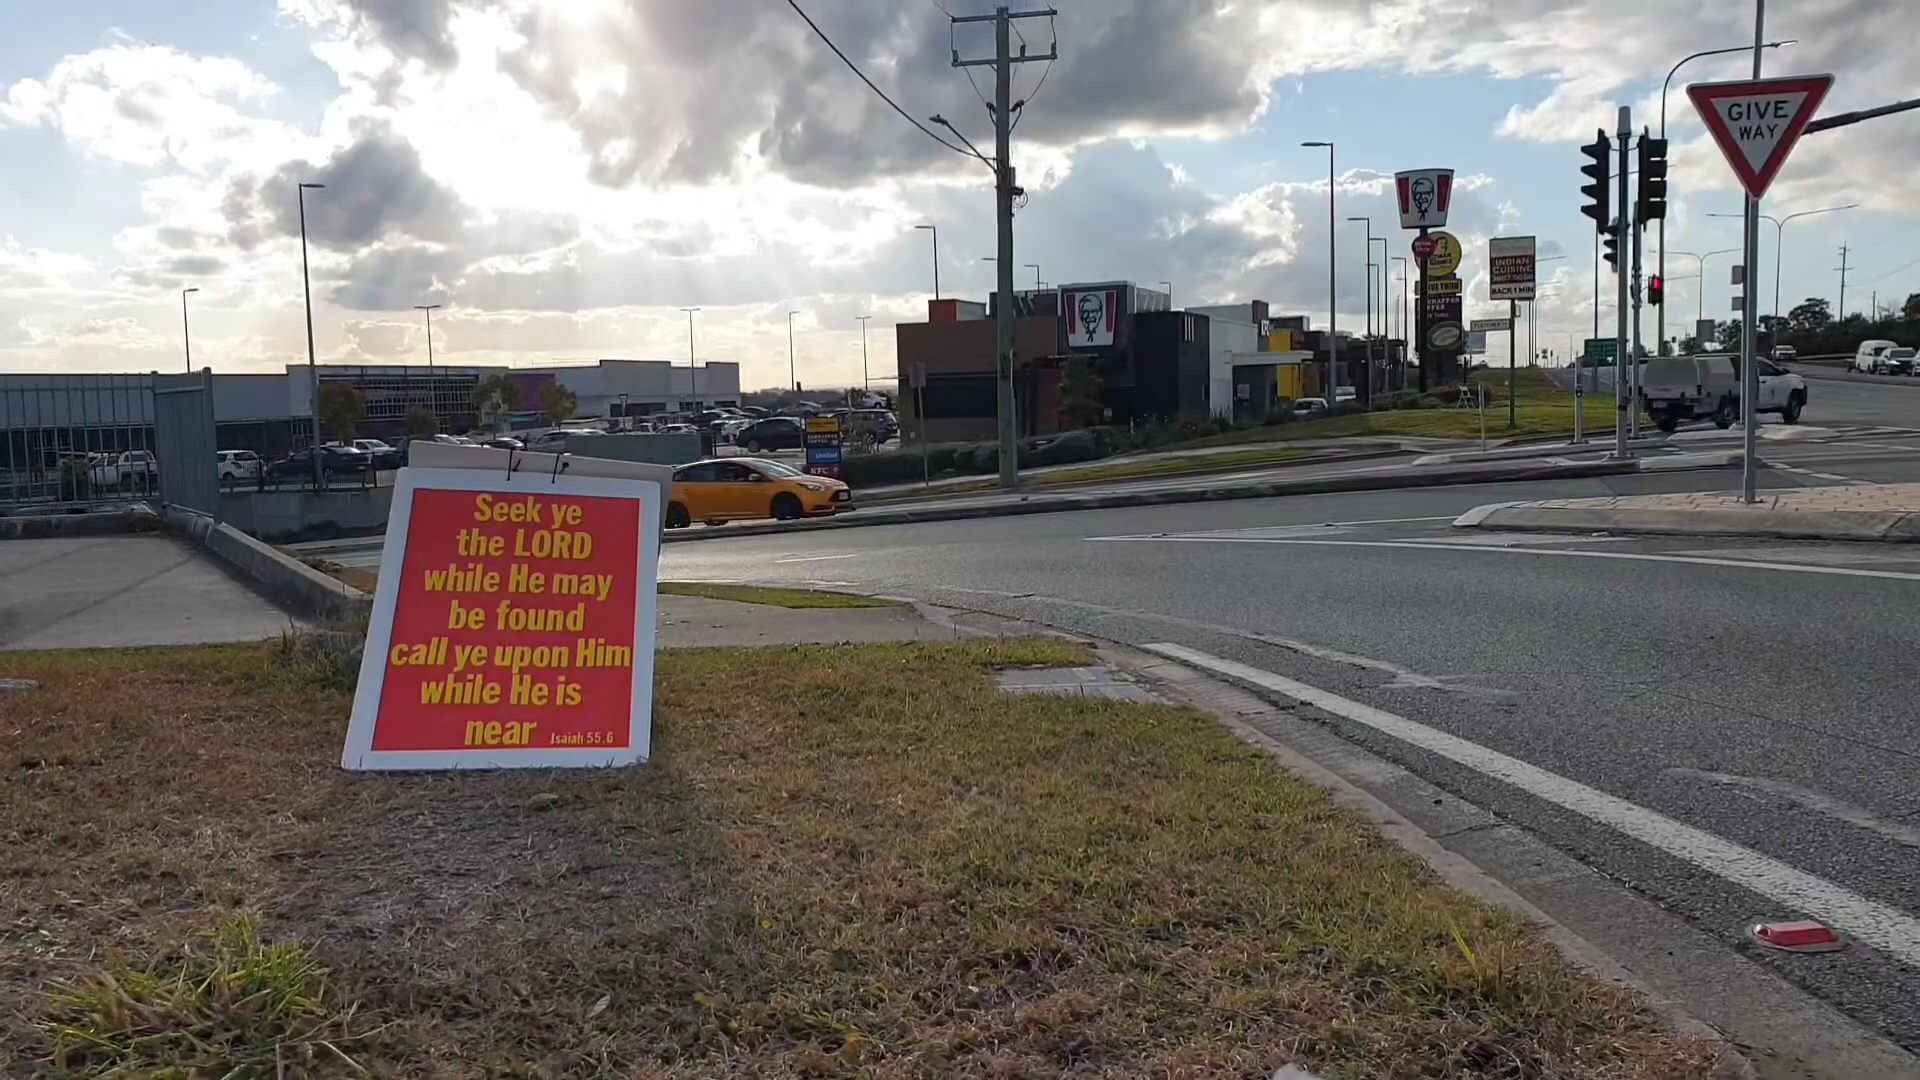 Seek ye
the LORD
while He may
be found
call ye upon Him
while He is
near Isaiah 55.6
GIVE
WAY
INDIAN
CUISINE
BACK 1 MIN
KFC